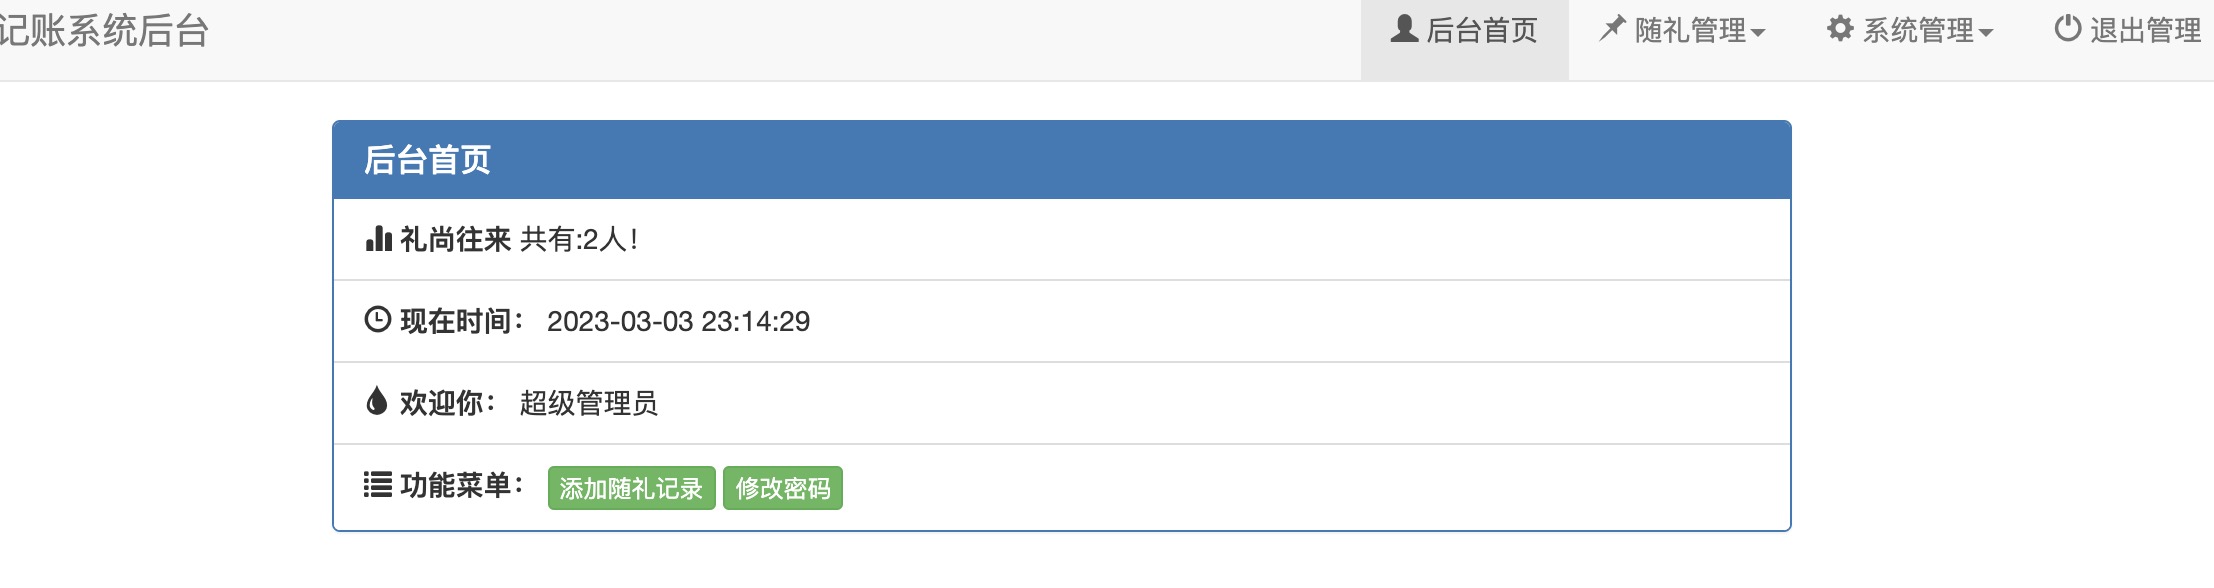 记账系统后台
后台首页 随礼管理 系统管理 退出管理
后台首页
礼尚往来 共有:2人！
现在时间： 2023-03-03 23:14:29
欢迎你： 超级管理员
功能菜单： 添加随礼记录 修改密码